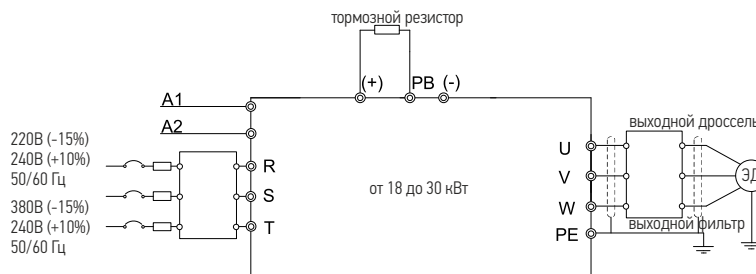 тормозной резистор
(+) PB (-)
A1
A2
220В (-15%)
240В (+10%)
50/60 Гц
380В (-15%)
240В (+10%)
50/60 Гц
R
S
T
от 18 до 30 кВт
U
V
W
PE
выходной дроссель
ЭД
выходной фильтр